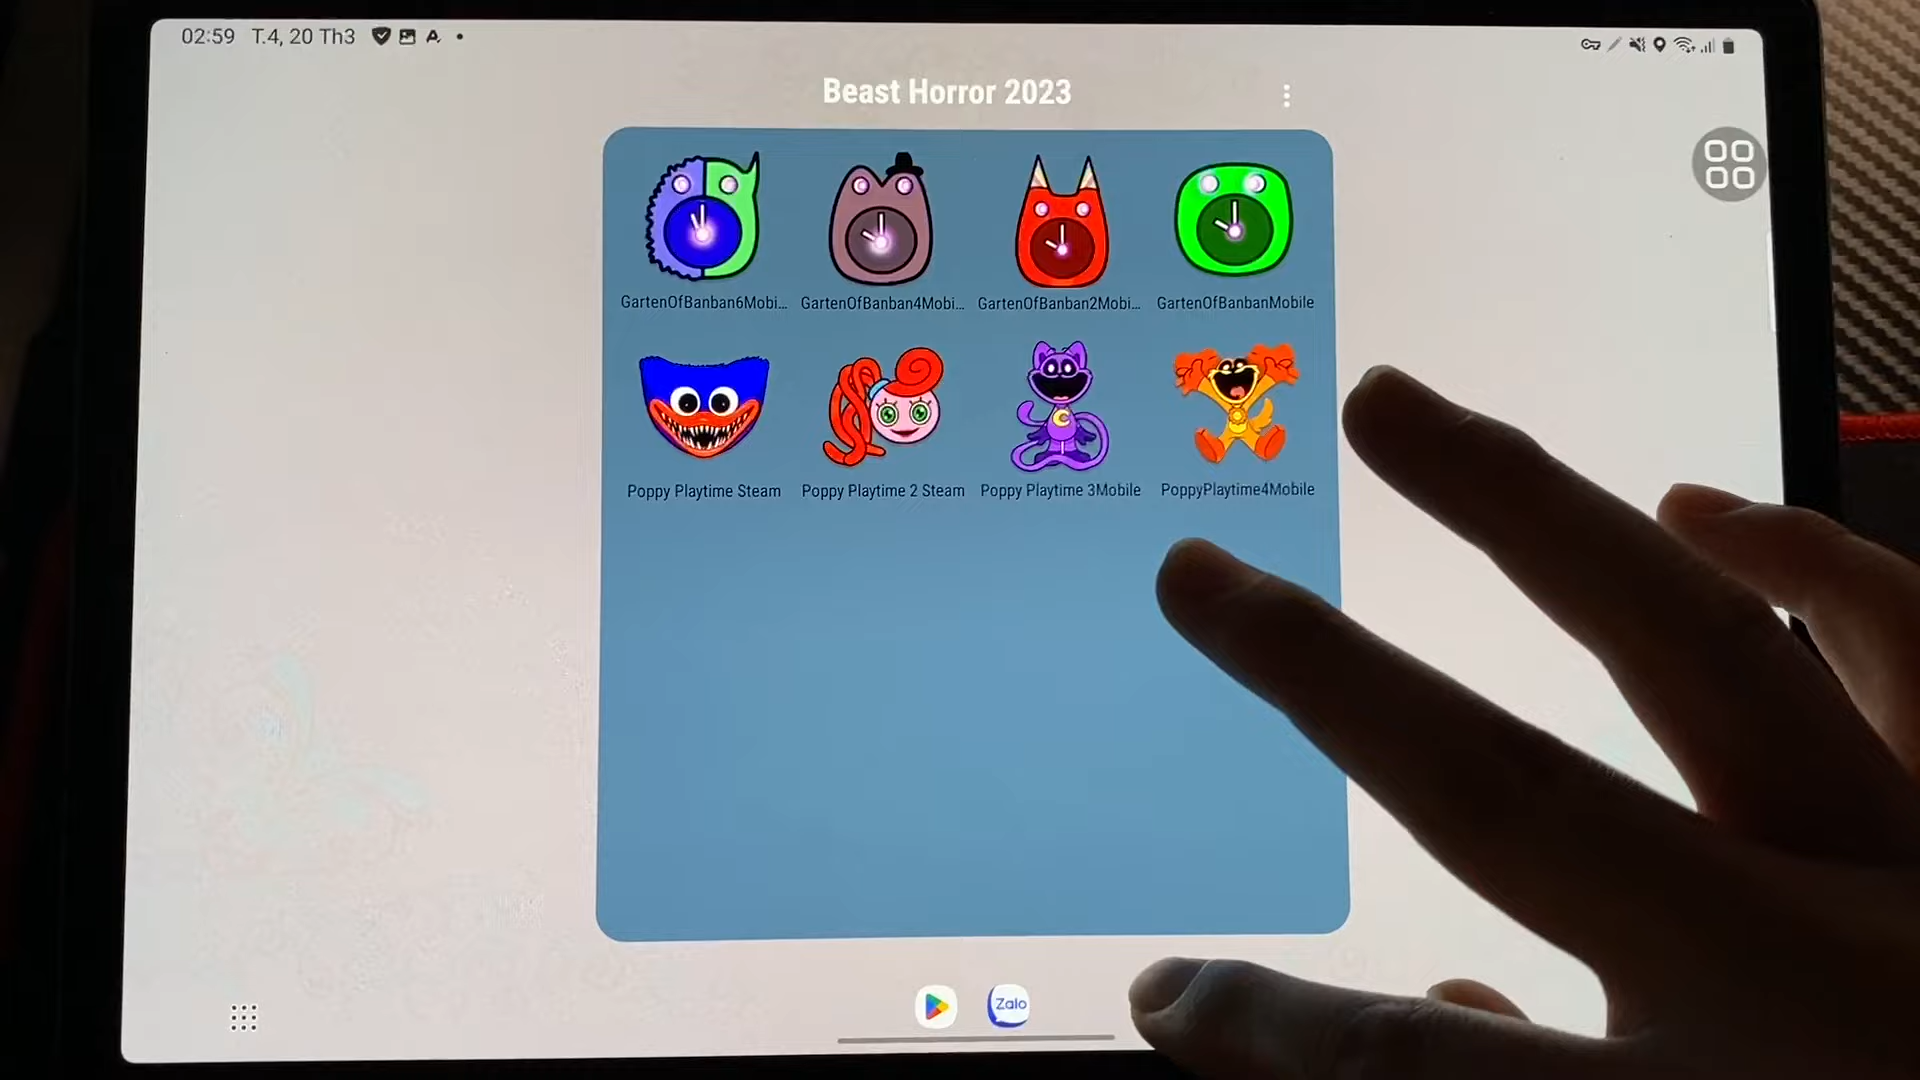 02:59 T.4, 20 Th3
Beast Horror 2023
GartenOfBanban6Mobi... GartenOfBanban4Mobi... GartenOfBanban2Mobi... GartenOfBanbanMobile
Poppy Playtime Steam Poppy Playtime 2 Steam Poppy Playtime 3Mobile PoppyPlaytime4Mobile
Zalo